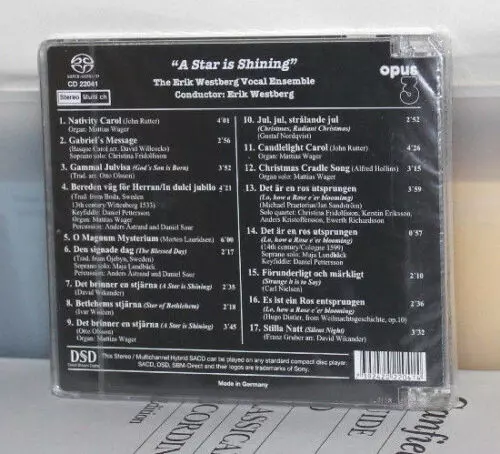 SUPER AUDIO CD
CD 22041
Stereo Multi ch
"A Star is Shining"
The Erik Westberg Vocal Ensemble
Conductor: Erik Westberg
opus
3
1. Nativity Carol (John Rutter) 4'01
Organ: Mattias Wager
2. Gabriel's Message 2'56
(Basque Carol arr. David Willcocks)
Soprano solo: Christina Fridolfsson
3. Gammal Julvisa (God's Son is Born) 3'52
(Trad. arr. Otto Olsson)
4. Bereden väg för Herran/In dulci jubilo 4'21
(Trad. from Boda, Sweden
13th century Wittenberg 1533)
Keyfiddle: Daniel Pettersson
Organ: Mattias Wager
Percussion: Anders Åstrand and Daniel Saur
5. O Magnum Mysterium (Morten Lauridsen) 6'00
6. Den signade dag (The Blessed Day) 2'17
(Trad. from Öjebyn, Sweden)
Soprano solo: Maja Lundbäck
Percussion: Anders Åstrand and Daniel Saur
7. Det brinner en stjärna (A Star is Shining) 2'35
(David Wikander)
8. Betlehems stjärna (Star of Bethlehem) 2'18
(Ivar Widéen)
9. Det brinner en stjärna (A Star is Shining) 3'45
(Otto Olsson)
Organ: Mattias Wager
10. Jul, jul, strålande jul 2'52
(Christmas, Radiant Christmas)
(Gustaf Nordqvist)
11. Candlelight Carol (John Rutter) 4'26
12. Christmas Cradle Song (Alfred Hollins) 3'15
Organ solo: Mattias Wager
13. Det är en ros utsprungen 3'59
(Lo, how a Rose e'er blooming)
(Michael Praetorius/Jan Sandström)
Solo quartet: Christina Fridolfsson, Kerstin Eriksson,
Anders Kristoffersson, Ewerth Richardsson
14. Det är en ros utsprungen 0'57
(Lo, how a Rose e'er blooming)
(14th century/Cologne 1599)
Soprano solo: Maja Lundbäck
Keyfiddle: Daniel Pettersson
15. Förunderligt och märkligt 2'10
(Strange It is to Say)
(Carl Nielsen)
16. Es ist ein Ros entsprungen 2'36
(Lo, how a Rose e'er blooming)
(Hugo Distler, from Weihnachtsgeschichte, op.10)
17. Stilla Natt (Silent Night) 3'32
(Franz Gruber arr. David Wikander)
DSD
Direct Stream Digital
This Stereo / Multichannel Hybrid SACD can be played on any standard compact disc player.
SACD, DSD, SBM-Direct and their logos are trademarks of Sony.
Made in Germany